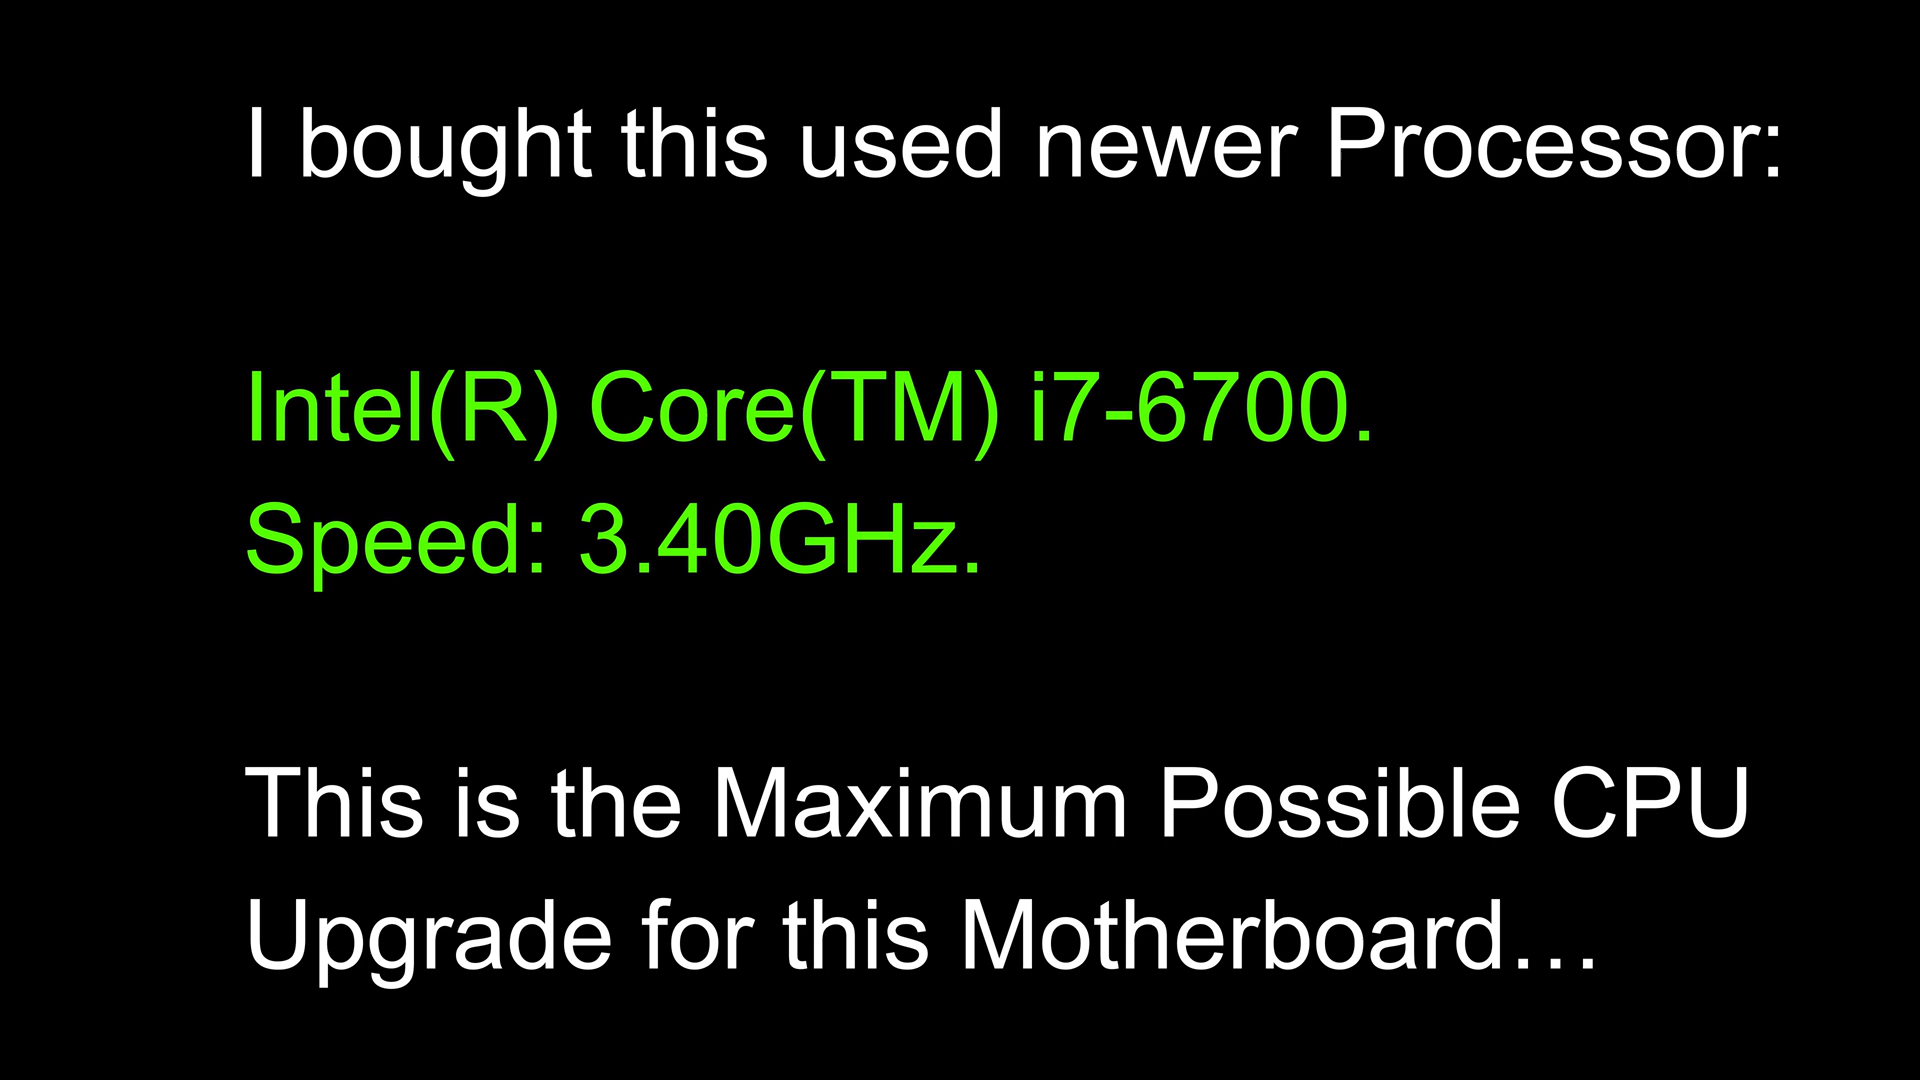 I bought this used newer Processor:
Intel(R) Core(TM) i7-6700.
Speed: 3.40GHz.
This is the Maximum Possible CPU
Upgrade for this Motherboard…